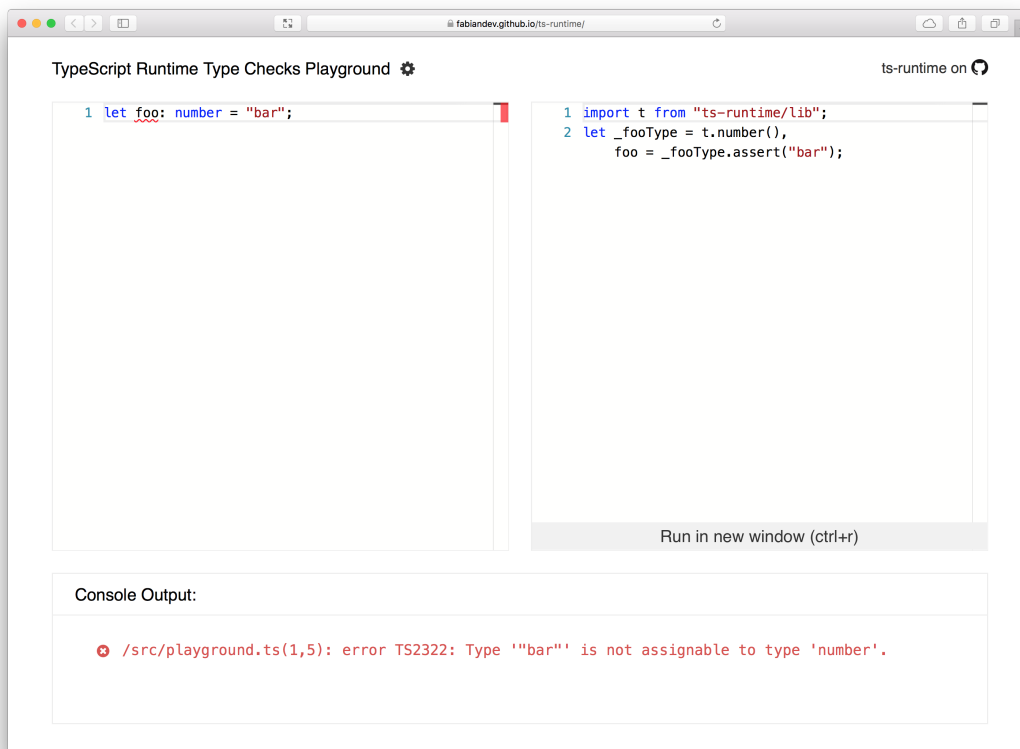 fabiandev.github.io/ts-runtime/
TypeScript Runtime Type Checks Playground
ts-runtime on
1 let foo: number = "bar";
1 import t from "ts-runtime/lib";
2 let _fooType = t.number(),
foo = _fooType.assert("bar");
Run in new window (ctrl+r)
Console Output:
/src/playground.ts(1,5): error TS2322: Type '"bar"' is not assignable to type 'number'.